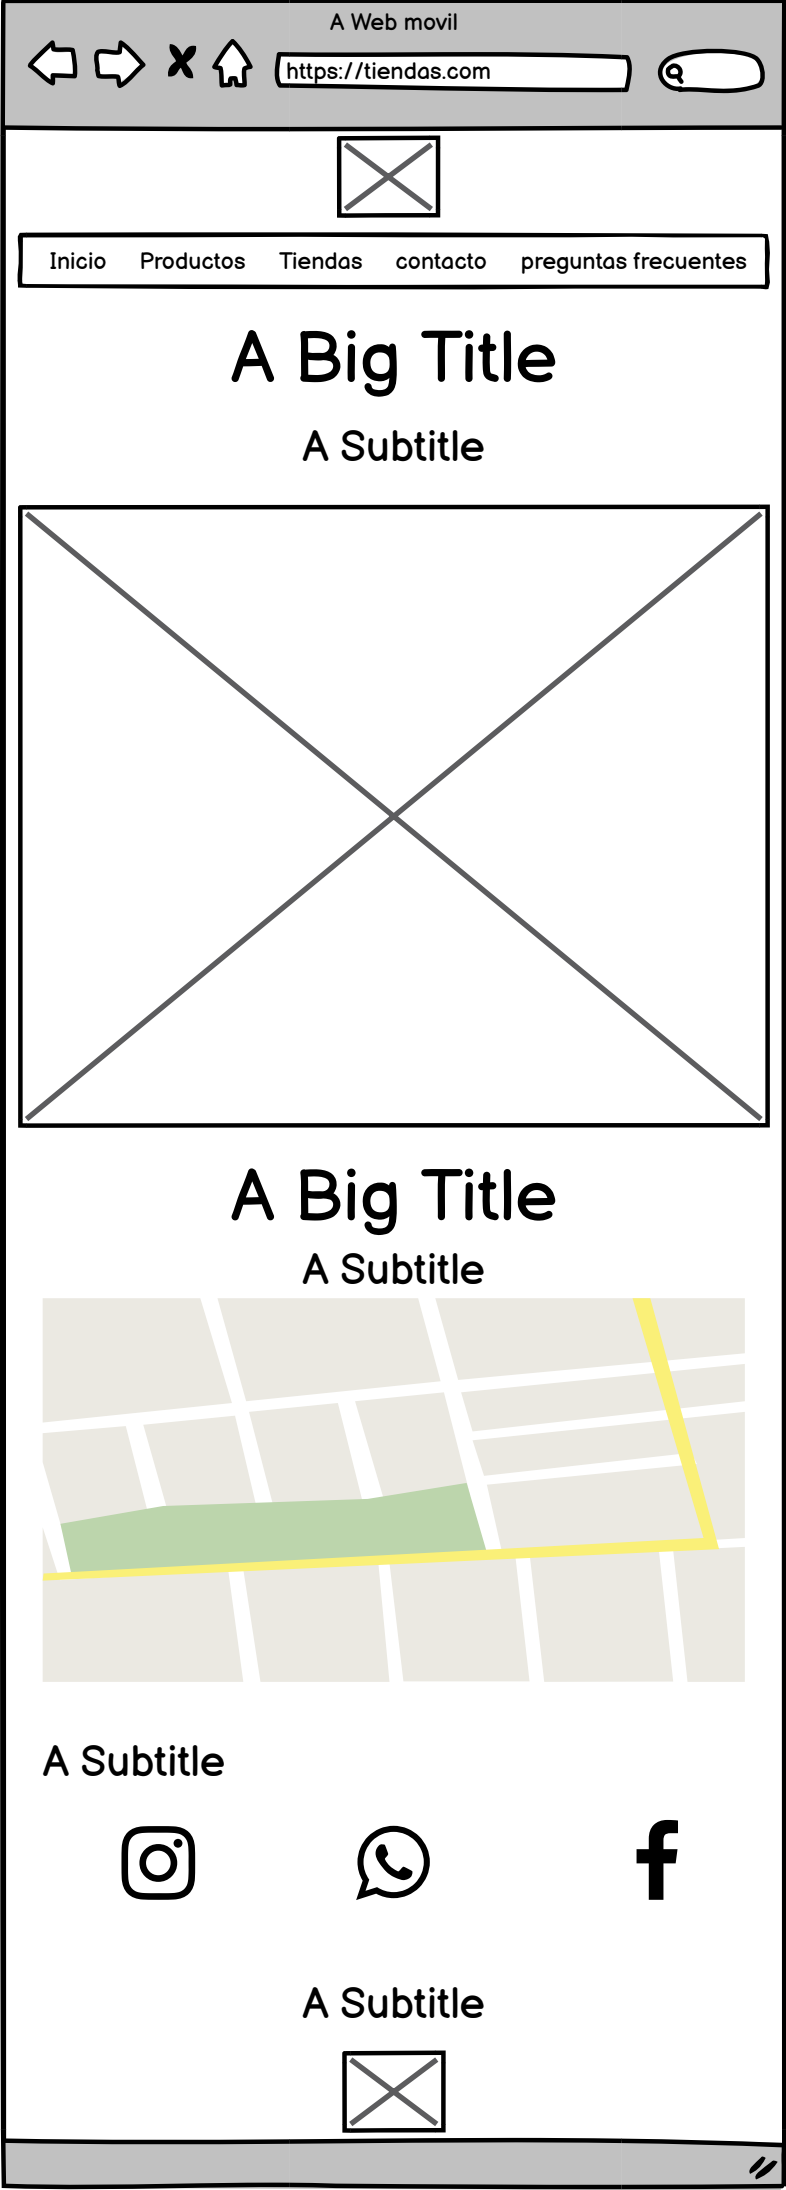 A Web movil
https://tiendas.com
Inicio Productos Tiendas contacto preguntas frecuentes
A Big Title
A Subtitle
A Big Title
A Subtitle
A Subtitle
A Subtitle